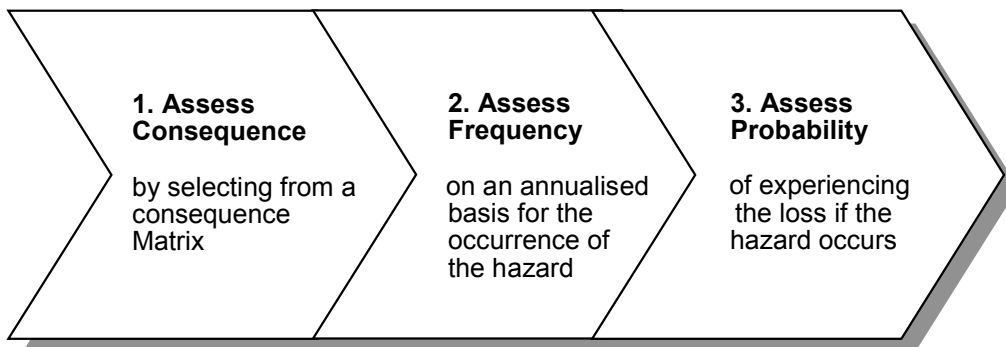 1. Assess
Consequence
by selecting from a
consequence
Matrix
2. Assess
Frequency
on an annualised
basis for the
occurrence of
the hazard
3. Assess
Probability
of experiencing
the loss if the
hazard occurs